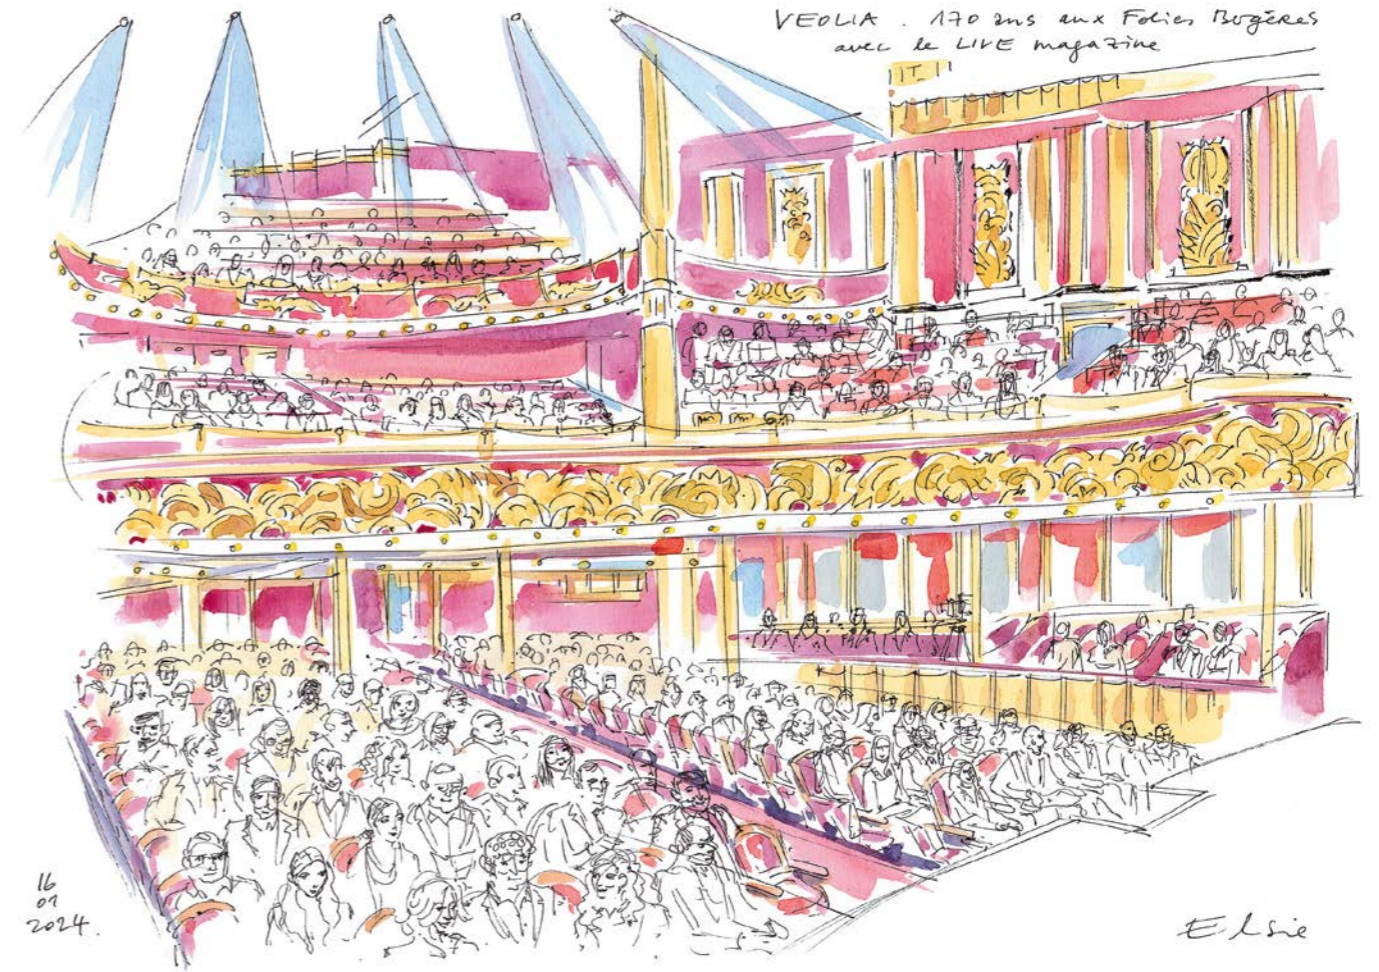 VEOLIA . 170 ans aux Folies Bergères
avec le LIVE magazine
16
01
2024.
Elsie